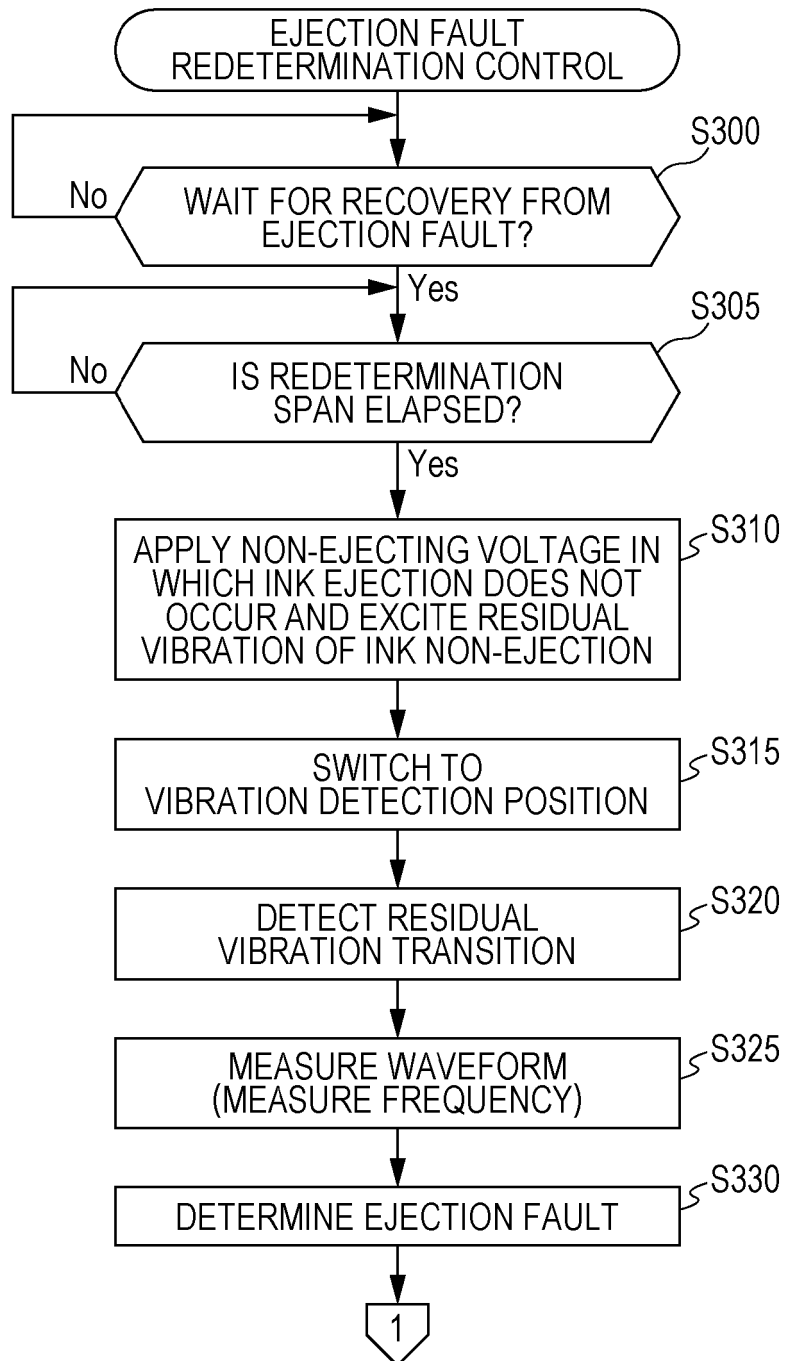 EJECTION FAULT
REDETERMINATION CONTROL
S300
No
WAIT FOR RECOVERY FROM
EJECTION FAULT?
Yes
S305
No
IS REDETERMINATION
SPAN ELAPSED?
Yes
S310
APPLY NON-EJECTING VOLTAGE IN
WHICH INK EJECTION DOES NOT
OCCUR AND EXCITE RESIDUAL
VIBRATION OF INK NON-EJECTION
S315
SWITCH TO
VIBRATION DETECTION POSITION
S320
DETECT RESIDUAL
VIBRATION TRANSITION
S325
MEASURE WAVEFORM
(MEASURE FREQUENCY)
S330
DETERMINE EJECTION FAULT
1